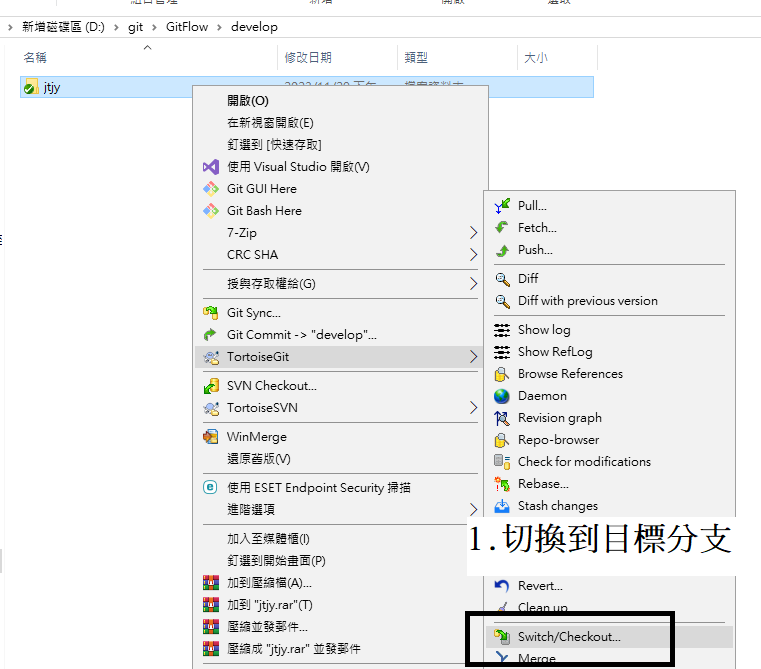 新增磁碟區 (D:) > git > GitFlow > develop
名稱 修改日期 類型 大小
jtjy
開啟(O)
在新視窗開啟(E)
釘選到 [快速存取]
使用 Visual Studio 開啟(V)
Git GUI Here
Git Bash Here
7-Zip
CRC SHA
授與存取權給(G)
Git Sync...
Git Commit -> "develop"...
TortoiseGit
SVN Checkout...
TortoiseSVN
WinMerge
還原舊版(V)
使用 ESET Endpoint Security 掃描
進階選項
加入至媒體櫃(I)
釘選到開始畫面(P)
加到壓縮檔(A)...
加到 "jtjy.rar"(T)
壓縮並發郵件...
壓縮成 "jtjy.rar" 並發郵件
Pull...
Fetch...
Push...
Diff
Diff with previous version
Show log
Show RefLog
Browse References
Daemon
Revision graph
Repo-browser
Check for modifications
Rebase...
Stash changes
1.切換到目標分支
Revert...
Clean up
Switch/Checkout...
Merge